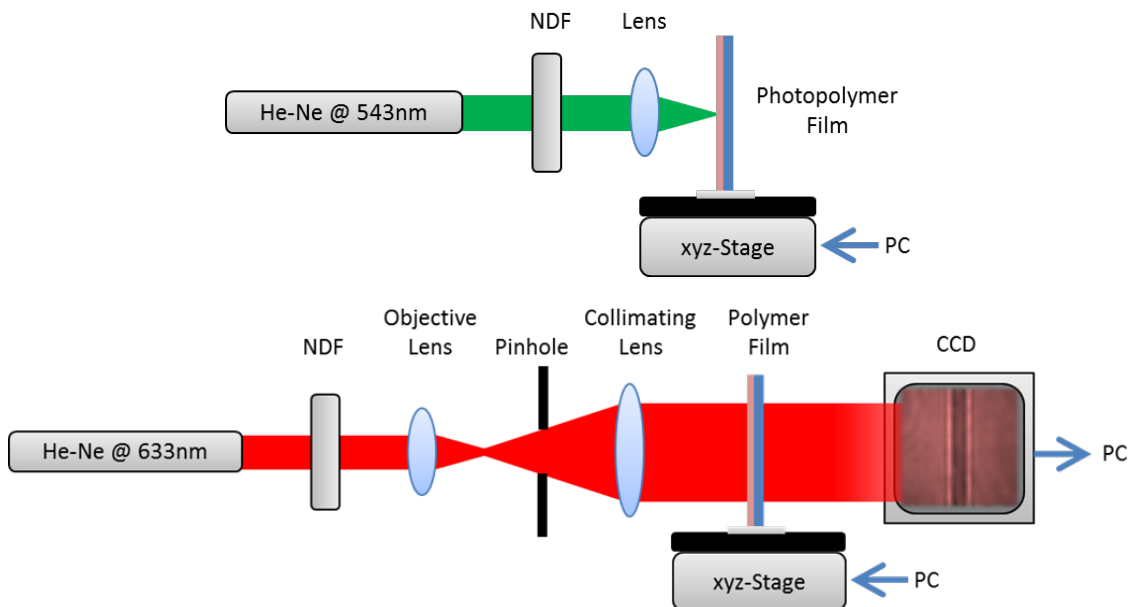 NDF
Lens
He-Ne @ 543nm
Photopolymer
Film
xyz-Stage
PC
Objective
Lens
Pinhole
Collimating
Lens
Polymer
Film
CCD
NDF
He-Ne @ 633nm
PC
xyz-Stage
PC